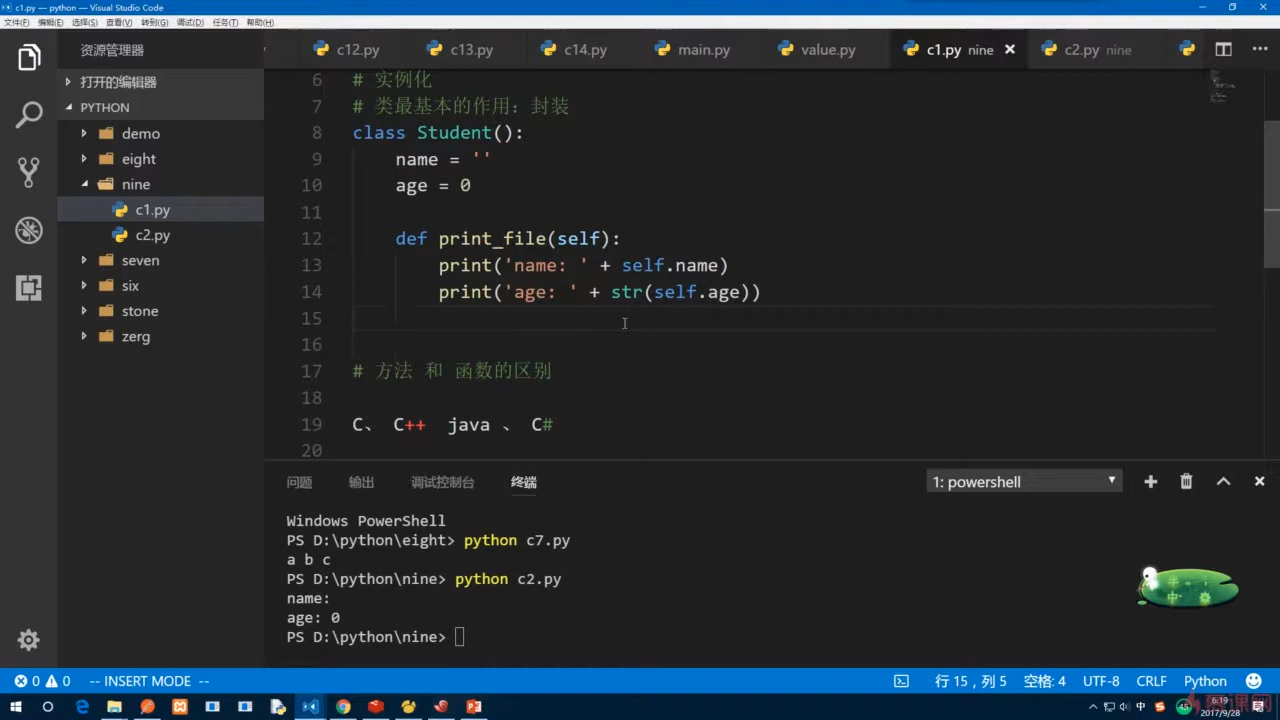 c1.py — python — Visual Studio Code
文件(F) 编辑(E) 选择(S) 查看(V) 转到(G) 调试(D) 任务(T) 帮助(H)
资源管理器
c12.py c13.py c14.py main.py value.py c1.py nine c2.py nine
打开的编辑器
PYTHON
demo
eight
nine
c1.py
c2.py
seven
six
stone
zerg
6 # 实例化
7 # 类最基本的作用：封装
8 class Student():
9 name = ''
10 age = 0
11
12 def print_file(self):
13 print('name: ' + self.name)
14 print('age: ' + str(self.age))
15
16
17 # 方法 和 函数的区别
18
19 C、 C++ java 、 C#
20
问题 输出 调试控制台 终端 1: powershell
Windows PowerShell
PS D:\python\eight> python c7.py
a b c
PS D:\python\nine> python c2.py
name:
age: 0
PS D:\python\nine>
0 0 -- INSERT MODE -- 行 15，列 5 空格: 4 UTF-8 CRLF Python
中 6:19
2017/9/28